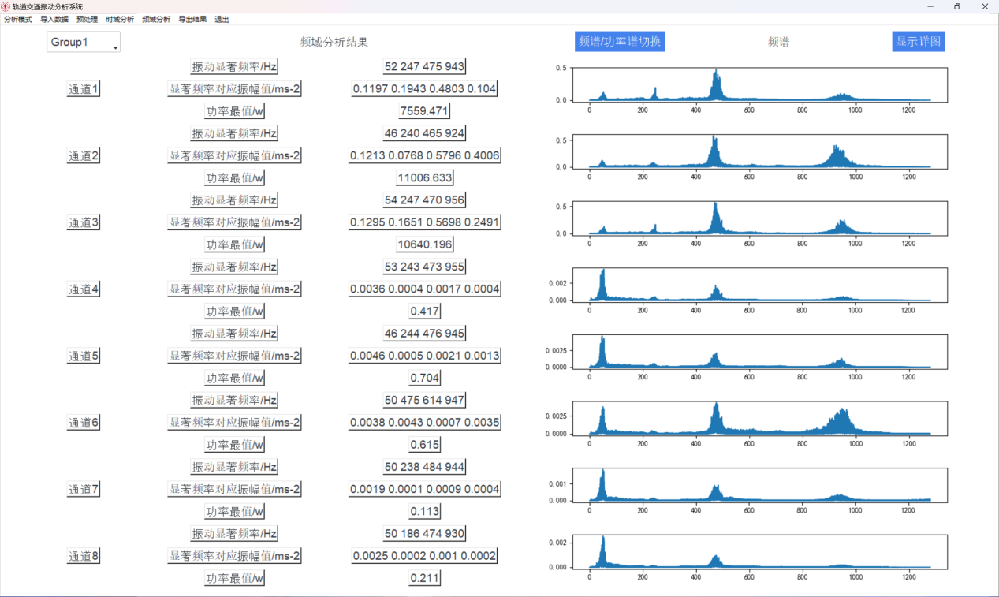 轨道交通振动分析系统
分析模式 导入数据 预处理 时域分析 频域分析 导出结果 退出
Group1 频域分析结果 频谱/功率谱切换 频谱 显示详图
振动显著频率/Hz 52 247 475 943
通道1 显著频率对应振幅值/ms-2 0.1197 0.1943 0.4803 0.104
功率最值/w 7559.471
0.5
0.0
0 200 400 600 800 1000 1200
振动显著频率/Hz 46 240 465 924
通道2 显著频率对应振幅值/ms-2 0.1213 0.0768 0.5796 0.4006
功率最值/w 11006.633
0.5
0.0
0 200 400 600 800 1000 1200
振动显著频率/Hz 54 247 470 956
通道3 显著频率对应振幅值/ms-2 0.1295 0.1651 0.5698 0.2491
功率最值/w 10640.196
0.5
0.0
0 200 400 600 800 1000 1200
振动显著频率/Hz 53 243 473 955
通道4 显著频率对应振幅值/ms-2 0.0036 0.0004 0.0017 0.0004
功率最值/w 0.417
0.002
0.000
0 200 400 600 800 1000 1200
振动显著频率/Hz 46 244 476 945
通道5 显著频率对应振幅值/ms-2 0.0046 0.0005 0.0021 0.0013
功率最值/w 0.704
0.0025
0.0000
0 200 400 600 800 1000 1200
振动显著频率/Hz 50 475 614 947
通道6 显著频率对应振幅值/ms-2 0.0038 0.0043 0.0007 0.0035
功率最值/w 0.615
0.0025
0.0000
0 200 400 600 800 1000 1200
振动显著频率/Hz 50 238 484 944
通道7 显著频率对应振幅值/ms-2 0.0019 0.0001 0.0009 0.0004
功率最值/w 0.113
0.001
0.000
0 200 400 600 800 1000 1200
振动显著频率/Hz 50 186 474 930
通道8 显著频率对应振幅值/ms-2 0.0025 0.0002 0.001 0.0002
功率最值/w 0.211
0.002
0.000
0 200 400 600 800 1000 1200